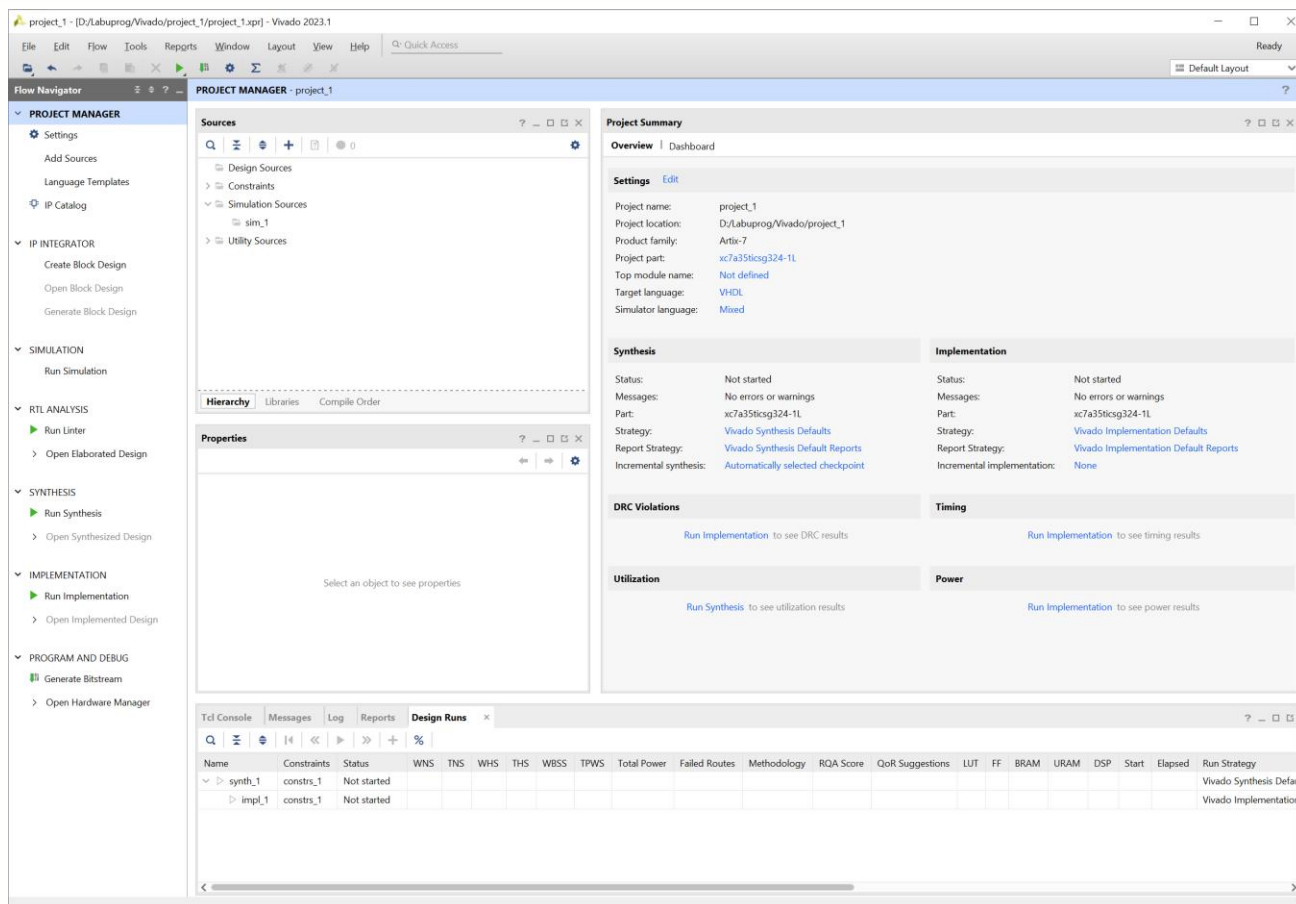 project_1 - [D:/Labuprog/Vivado/project_1/project_1.xpr] - Vivado 2023.1
File Edit Flow Tools Reports Window Layout View Help Quick Access Ready
Default Layout
Flow Navigator
PROJECT MANAGER
Settings
Add Sources
Language Templates
IP Catalog
IP INTEGRATOR
Create Block Design
Open Block Design
Generate Block Design
SIMULATION
Run Simulation
RTL ANALYSIS
Run Linter
Open Elaborated Design
SYNTHESIS
Run Synthesis
Open Synthesized Design
IMPLEMENTATION
Run Implementation
Open Implemented Design
PROGRAM AND DEBUG
Generate Bitstream
Open Hardware Manager
PROJECT MANAGER - project_1
Sources
0
Design Sources
Constraints
Simulation Sources
sim_1
Utility Sources
Hierarchy Libraries Compile Order
Properties
Select an object to see properties
Project Summary
Overview | Dashboard
Settings Edit
Project name: project_1
Project location: D:/Labuprog/Vivado/project_1
Product family: Artix-7
Project part: xc7a35ticsg324-1L
Top module name: Not defined
Target language: VHDL
Simulator language: Mixed
Synthesis
Status: Not started
Messages: No errors or warnings
Part: xc7a35ticsg324-1L
Strategy: Vivado Synthesis Defaults
Report Strategy: Vivado Synthesis Default Reports
Incremental synthesis: Automatically selected checkpoint
Implementation
Status: Not started
Messages: No errors or warnings
Part: xc7a35ticsg324-1L
Strategy: Vivado Implementation Defaults
Report Strategy: Vivado Implementation Default Reports
Incremental implementation: None
DRC Violations
Run Implementation to see DRC results
Timing
Run Implementation to see timing results
Utilization
Run Synthesis to see utilization results
Power
Run Implementation to see power results
Tcl Console Messages Log Reports Design Runs
Name Constraints Status WNS TNS WHS THS WBSS TPWS Total Power Failed Routes Methodology RQA Score QoR Suggestions LUT FF BRAM URAM DSP Start Elapsed Run Strategy
synth_1 constrs_1 Not started Vivado Synthesis Defa
impl_1 constrs_1 Not started Vivado Implementation